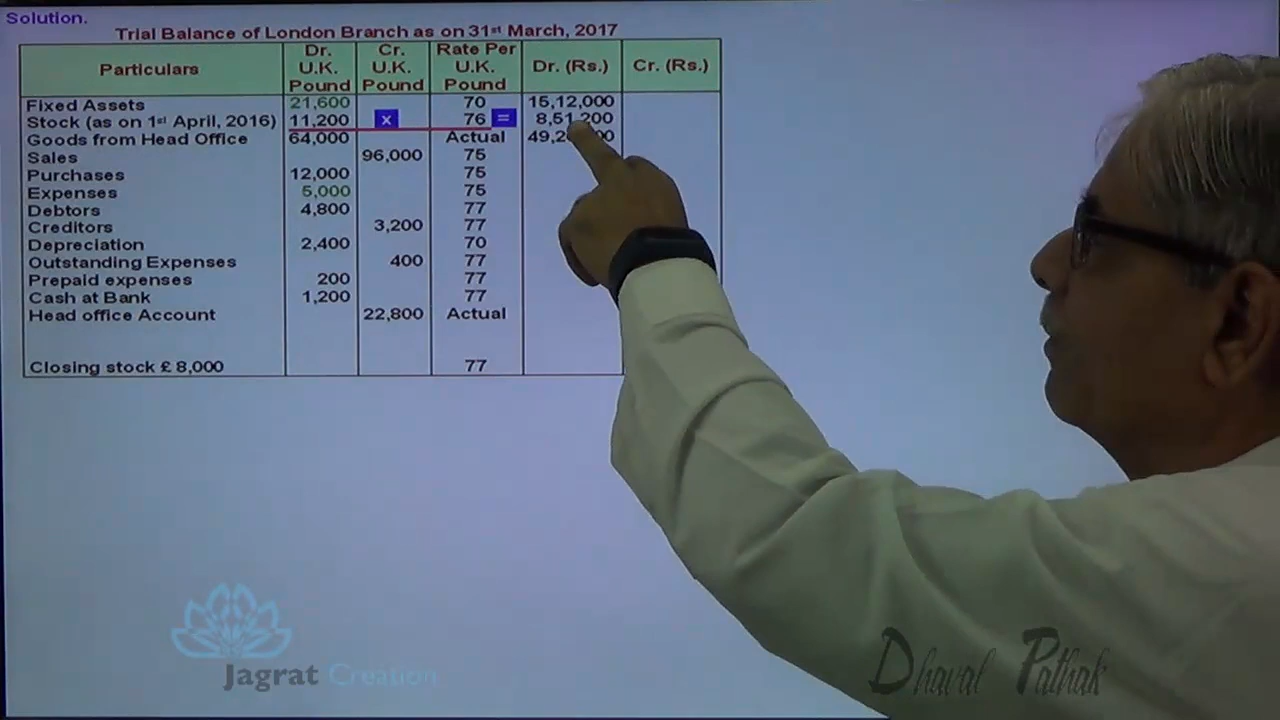 Solution.
Trial Balance of London Branch as on 31st March, 2017
Particulars Dr. U.K. Pound Cr. U.K. Pound Rate Per U.K. Pound Dr. (Rs.) Cr. (Rs.)
Fixed Assets 21,600 70 15,12,000
Stock (as on 1st April, 2016) 11,200 x 76 = 8,51,200
Goods from Head Office 64,000 Actual
Sales 96,000 75
Purchases 12,000 75
Expenses 5,000 75
Debtors 4,800 77
Creditors 3,200 77
Depreciation 2,400 70
Outstanding Expenses 400 77
Prepaid expenses 200 77
Cash at Bank 1,200 77
Head office Account 22,800 Actual
Closing stock £ 8,000 77
Jagrat Creation
Dhaval Pathak